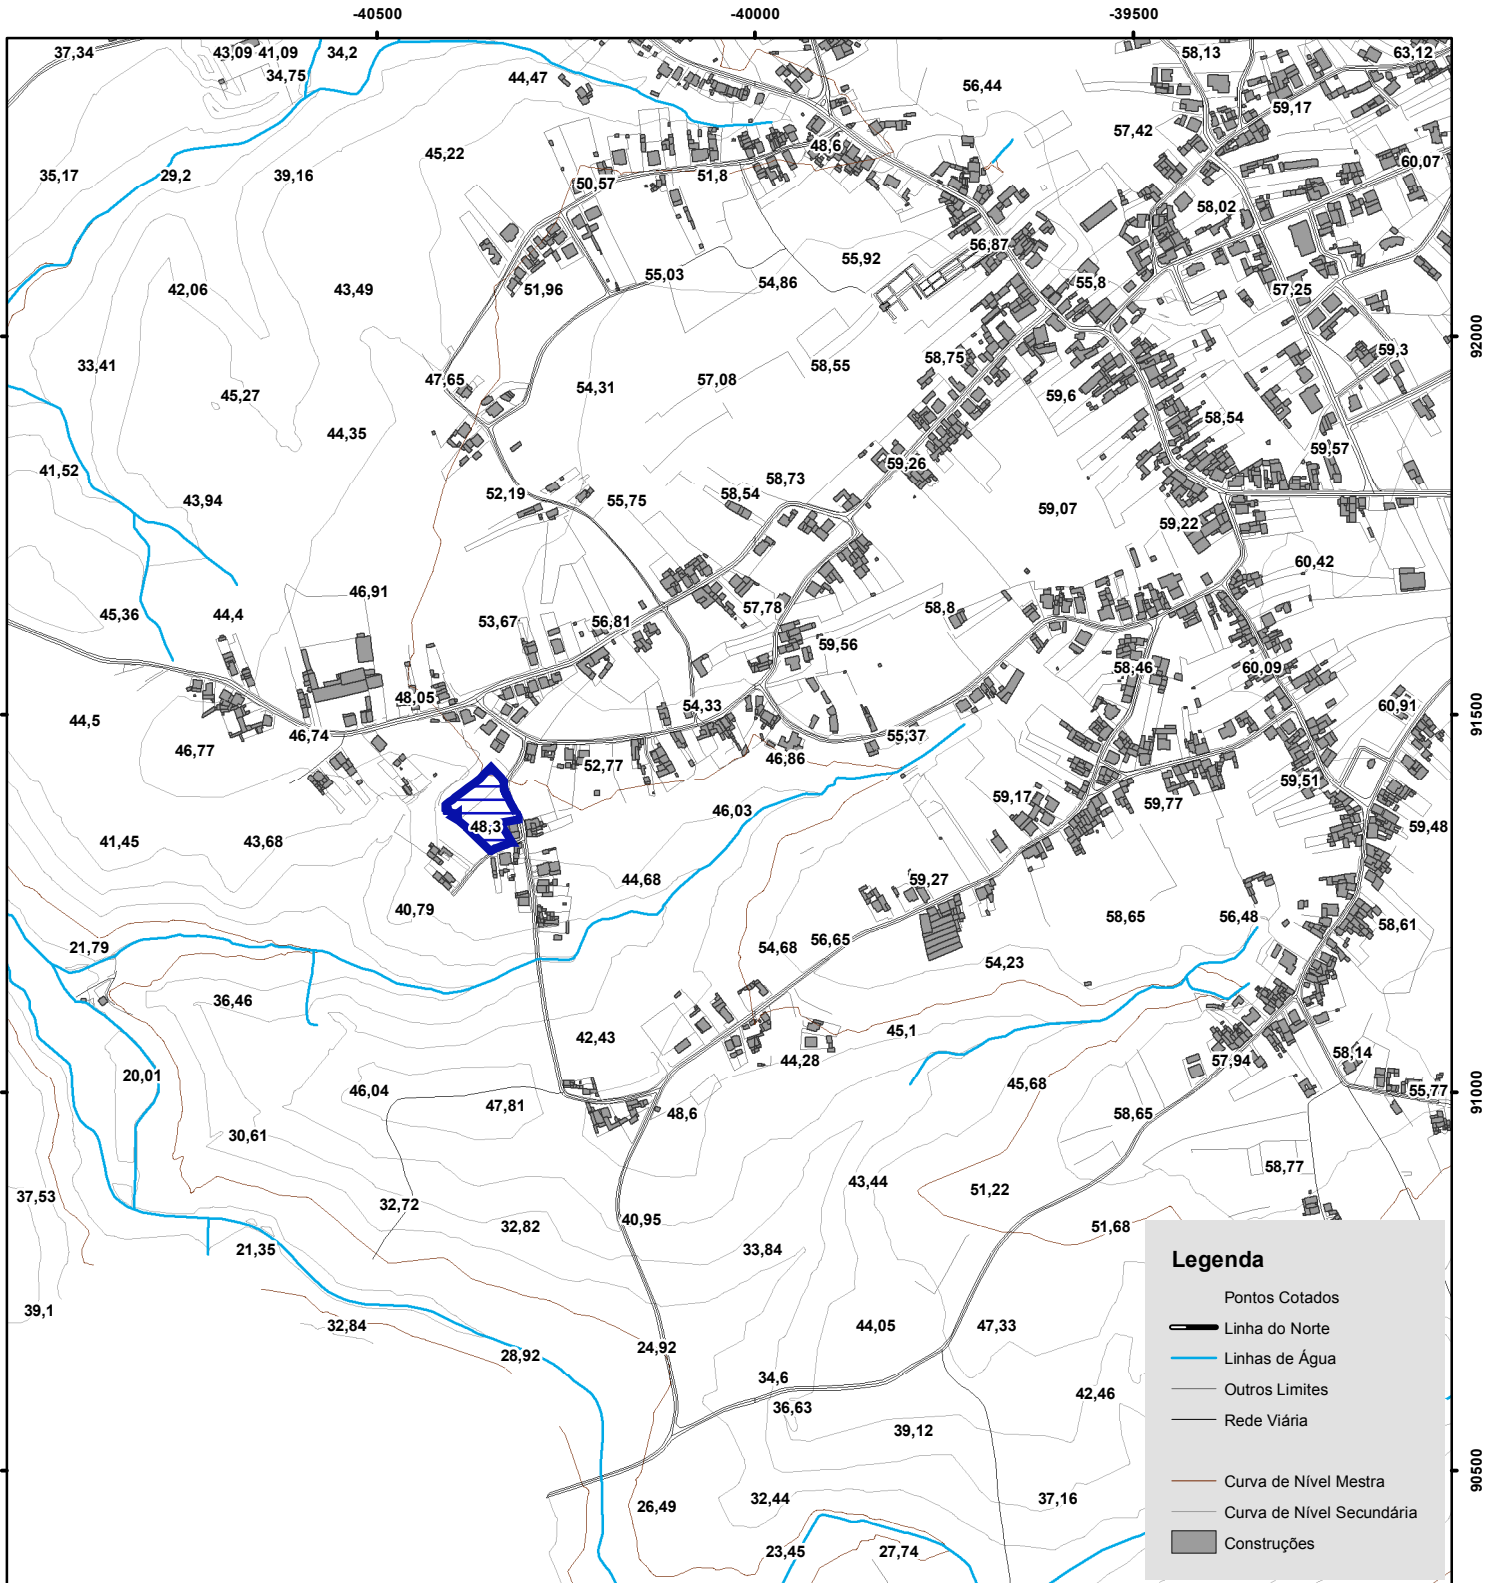 -40500 -40000 -39500
37,34 43,09 41,09 34,2 58,13 63,12
34,75 44,47 56,44 59,17
57,42
45,22 48,6 60,07
35,17 29,2 39,16 50,57 51,8
58,02
56,87
55,92
55,03 54,86 55,8
42,06 43,49 51,96 57,25
92000
59,3
33,41 47,65 57,08 58,55 58,75
45,27 54,31 59,6
44,35 58,54
59,57
41,52 59,26
43,94 52,19 55,75 58,54 58,73
59,07 59,22
60,42
46,91
45,36 44,4 53,67 56,81 57,78 58,8
59,56
58,46 60,09
48,05 54,33 60,91
44,5 91500
46,77 46,74 52,77 46,86 55,37
59,51
59,17 59,77
46,03
48,3 59,48
41,45 43,68
44,68 59,27
40,79 58,65 56,48 58,61
21,79 54,68 56,65
54,23
36,46
42,43 45,1
44,28 57,94 58,14
20,01 45,68
46,04 47,81 48,6 58,65 55,77
91000
30,61
58,77
37,53 32,72 43,44 51,22
32,82 40,95 51,68
21,35 33,84
39,1 32,84 44,05 47,33
28,92 24,92
34,6
36,63 42,46
39,12
90500
26,49 32,44 37,16
23,45 27,74
Legenda
Pontos Cotados
Linha do Norte
Linhas de Água
Outros Limites
Rede Viária
Curva de Nível Mestra
Curva de Nível Secundária
Construções